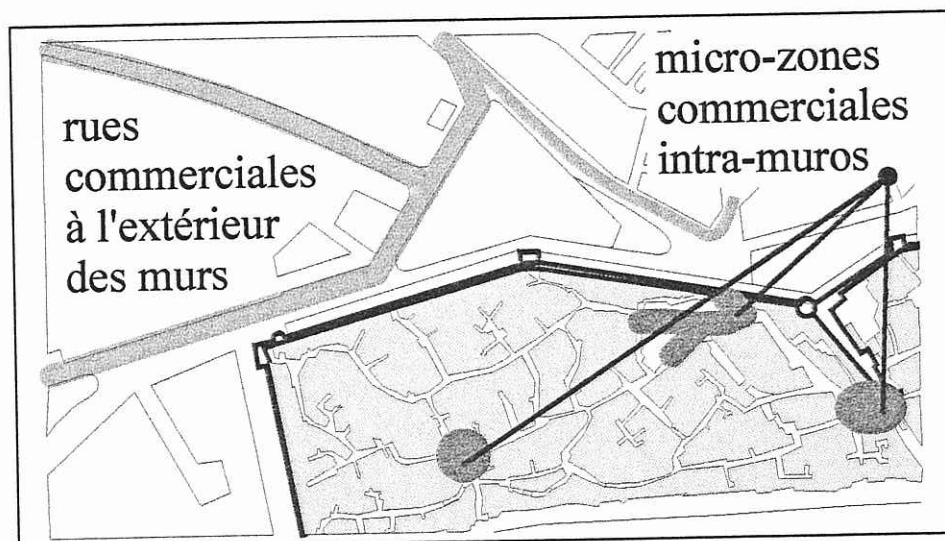 rues
commerciales
à l'extérieur
des murs
micro-zones
commerciales
intra-muros